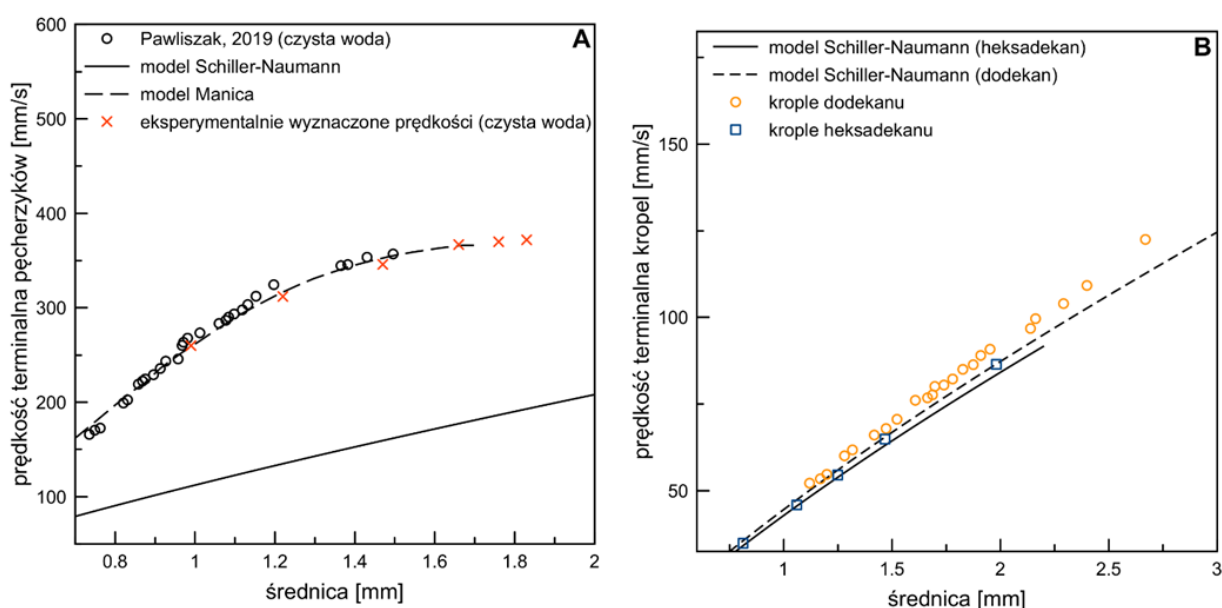 600
500
400
300
200
100
0.8
1
1.2
1.4
1.6
1.8
2
prędkość terminalna pęcherzyków [mm/s]
średnica [mm]
A
Pawliszak, 2019 (czysta woda)
model Schiller-Naumann
model Manica
eksperymentalnie wyznaczone prędkości (czysta woda)
150
100
50
1
1.5
2
2.5
3
prędkość terminalna kropel [mm/s]
średnica [mm]
B
model Schiller-Naumann (heksadekan)
model Schiller-Naumann (dodekan)
krople dodekanu
krople heksadekanu